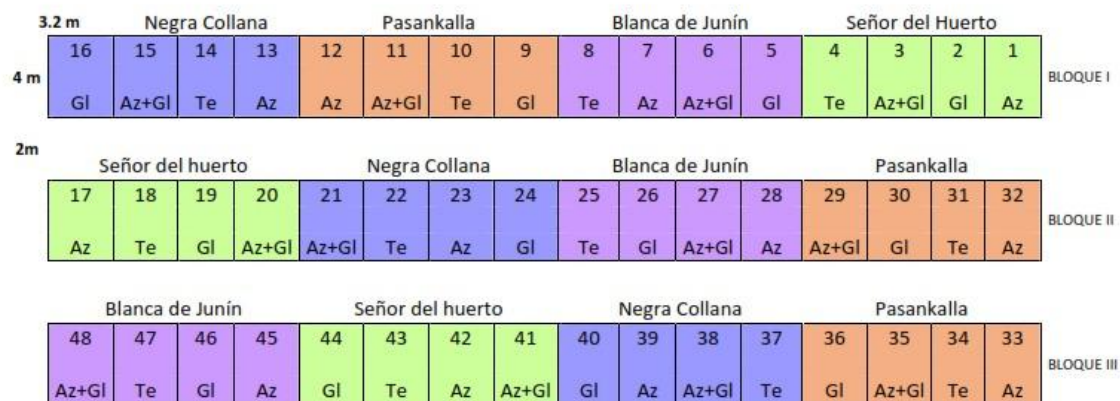 3.2 m Negra Collana Pasankalla Blanca de Junín Señor del Huerto
16 15 14 13 12 11 10 9 8 7 6 5 4 3 2 1
4 m BLOQUE I
Gl Az+Gl Te Az Az Az+Gl Te Gl Te Az Az+Gl Gl Te Az+Gl Gl Az
2m
Señor del huerto Negra Collana Blanca de Junín Pasankalla
17 18 19 20 21 22 23 24 25 26 27 28 29 30 31 32
BLOQUE II
Az Te Gl Az+Gl Az+Gl Te Az Gl Te Gl Az+Gl Az Az+Gl Gl Te Az
Blanca de Junín Señor del huerto Negra Collana Pasankalla
48 47 46 45 44 43 42 41 40 39 38 37 36 35 34 33
BLOQUE III
Az+Gl Te Gl Az Gl Te Az Az+Gl Gl Az Az+Gl Te Gl Az+Gl Te Az